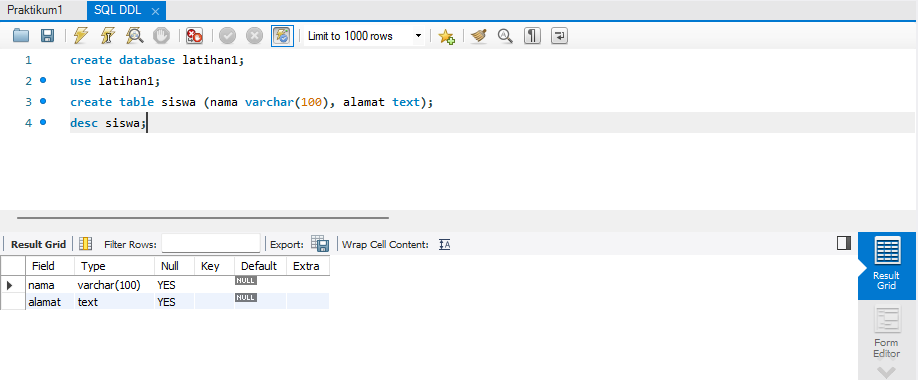 Praktikum1 SQL DDL
Limit to 1000 rows
1 create database latihan1;
2 use latihan1;
3 create table siswa (nama varchar(100), alamat text);
4 desc siswa;
Result Grid Filter Rows: Export: Wrap Cell Content:
Field Type Null Key Default Extra
nama varchar(100) YES NULL
alamat text YES NULL
Result
Grid
Form
Editor